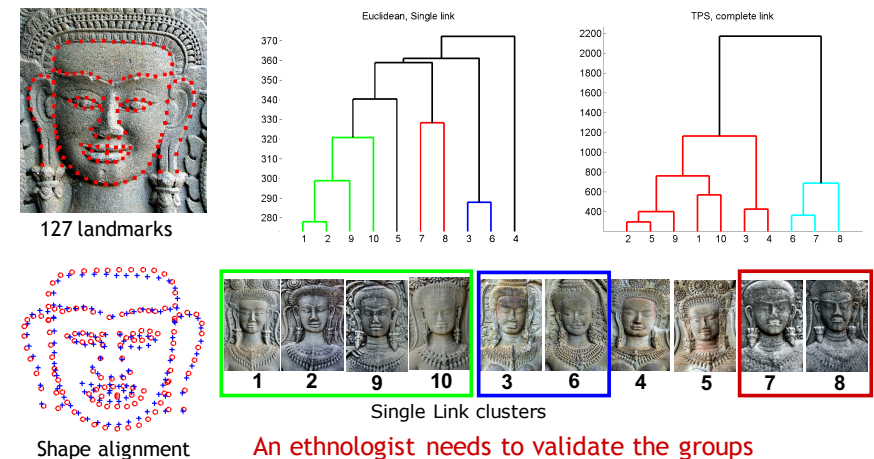 Euclidean, Single link
370
360
350
340
330
320
310
300
290
280
1 2 9 10 5 7 8 3 6 4
TPS, complete link
2200
2000
1800
1600
1400
1200
1000
800
600
400
2 5 9 1 10 3 4 6 7 8
127 landmarks
1 2 9 10 3 6 4 5 7 8
Single Link clusters
Shape alignment
An ethnologist needs to validate the groups